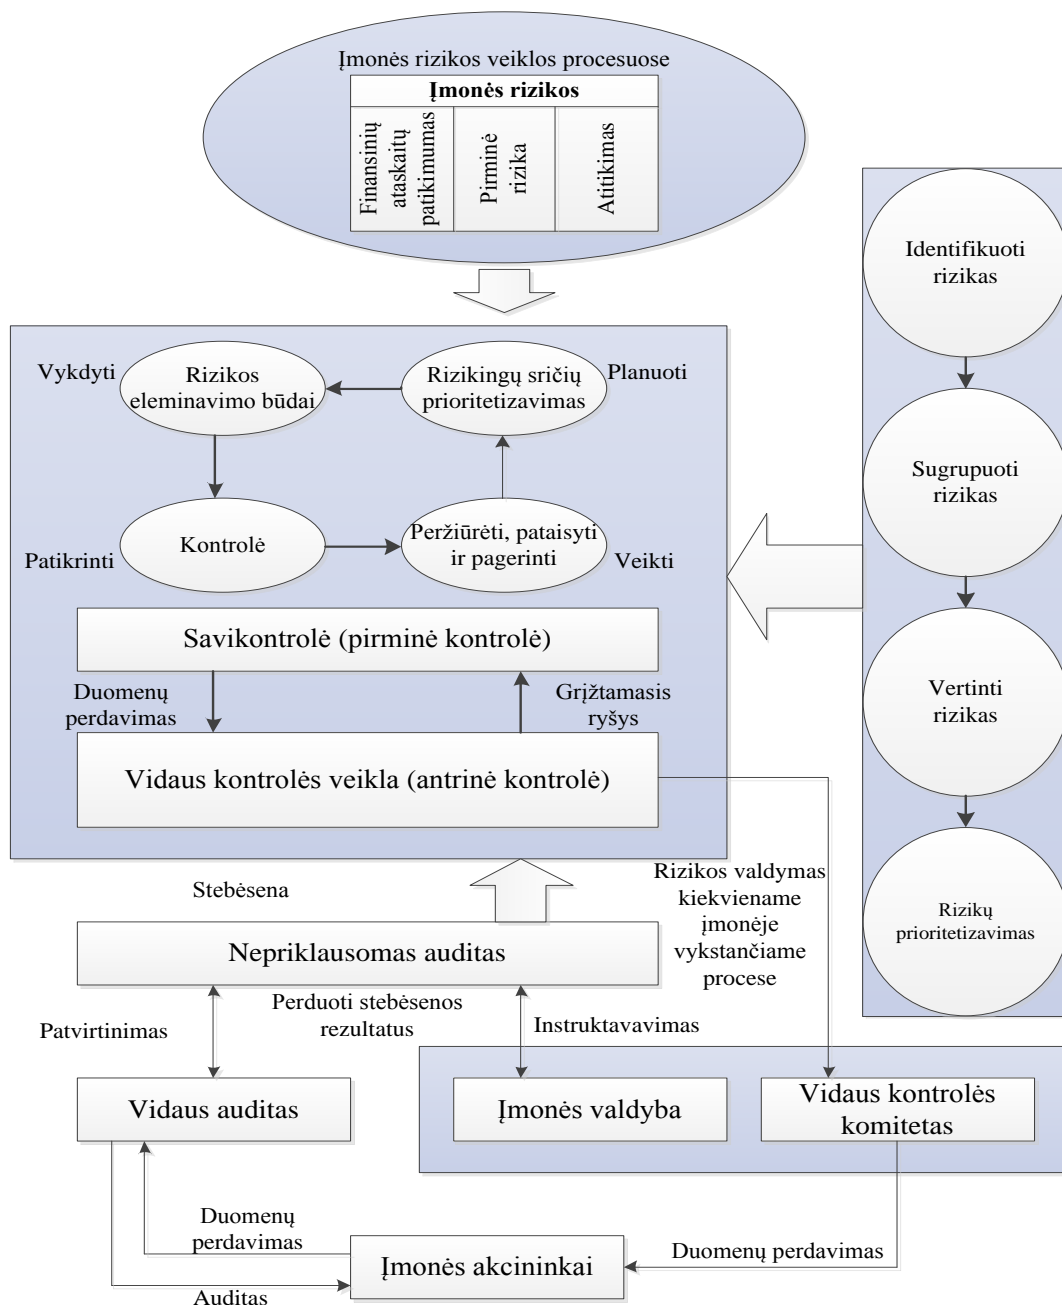 Įmonės rizikos veiklos procesuose
Įmonės rizikos
Finansinių
ataskaitų
patikimumas
Pirminė
rizika
Atitikimas
Identifikuoti
rizikas
Sugrupuoti
rizikas
Vertinti
rizikas
Rizikų
prioritetizavimas
Vykdyti
Rizikos
eleminavimo būdai
Rizikingų sričių
prioritetizavimas
Planuoti
Patikrinti
Kontrolė
Peržiūrėti, pataisyti
ir pagerinti
Veikti
Savikontrolė (pirminė kontrolė)
Duomenų
perdavimas
Grįžtamasis
ryšys
Vidaus kontrolės veikla (antrinė kontrolė)
Stebėsena
Rizikos valdymas
kiekviename
įmonėje
vykstančiame
procese
Nepriklausomas auditas
Patvirtinimas
Perduoti stebėsenos
rezultatus
Instruktavavimas
Vidaus auditas
Įmonės valdyba
Vidaus kontrolės
komitetas
Duomenų
perdavimas
Įmonės akcininkai
Duomenų perdavimas
Auditas